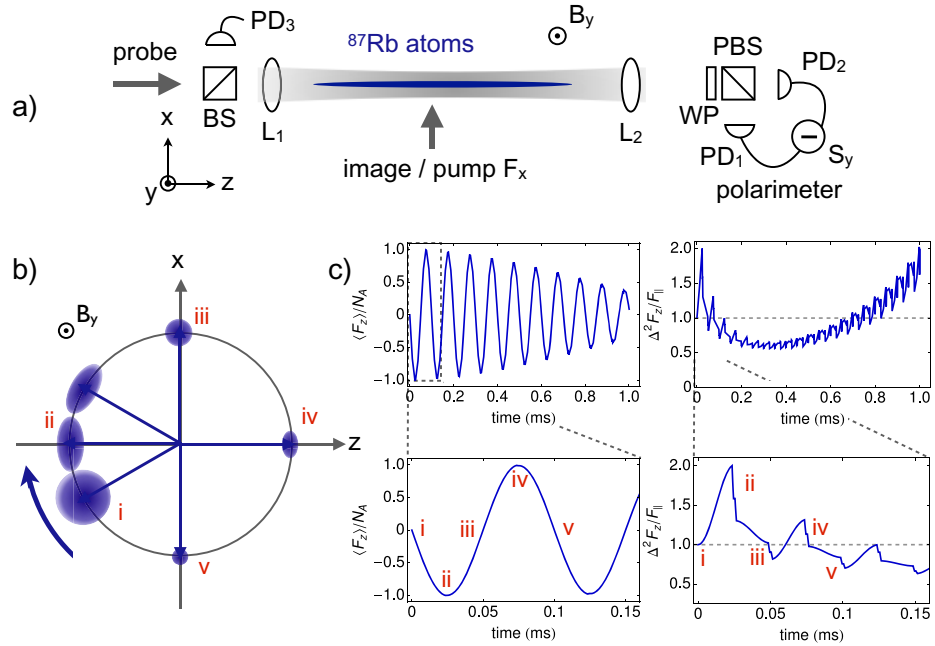 a)
probe
x
y
z
BS
PD3
L1
87Rb atoms
By
image / pump Fx
L2
WP
PBS
PD1
PD2
Sy
polarimeter
b)
By
x
z
i
ii
iii
iv
v
c)
⟨Fz⟩/NA
1.0
0.5
0
−0.5
−1.0
0 0.2 0.4 0.6 0.8 1.0
time (ms)
Δ²Fz/F||
2.0
1.5
1.0
0.5
0
0 0.2 0.4 0.6 0.8 1.0
time (ms)
⟨Fz⟩/NA
1.0
0.5
0
−0.5
−1.0
i
ii
iii
iv
v
0 0.05 0.1 0.15
time (ms)
Δ²Fz/F||
2.0
1.5
1.0
0.5
i
ii
iii
iv
v
0 0.05 0.1 0.15
time (ms)